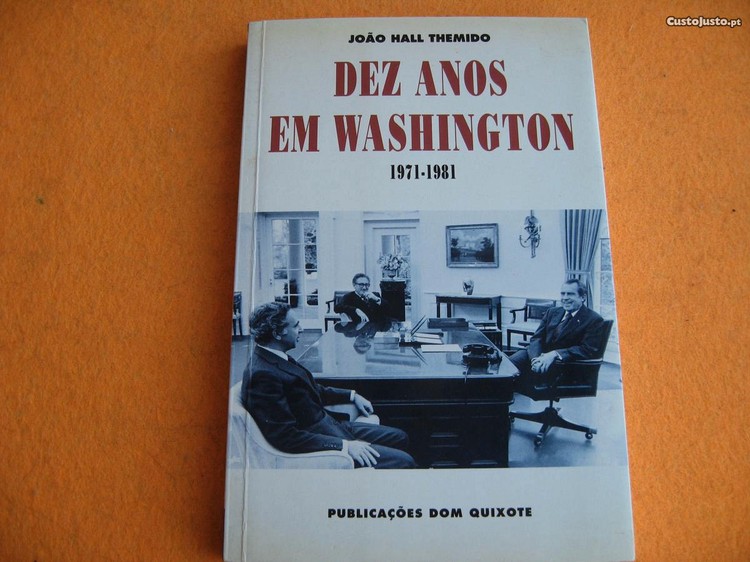 CustoJusto.pt
JOÃO HALL THEMIDO
DEZ ANOS
EM WASHINGTON
1971-1981
PUBLICAÇÕES DOM QUIXOTE